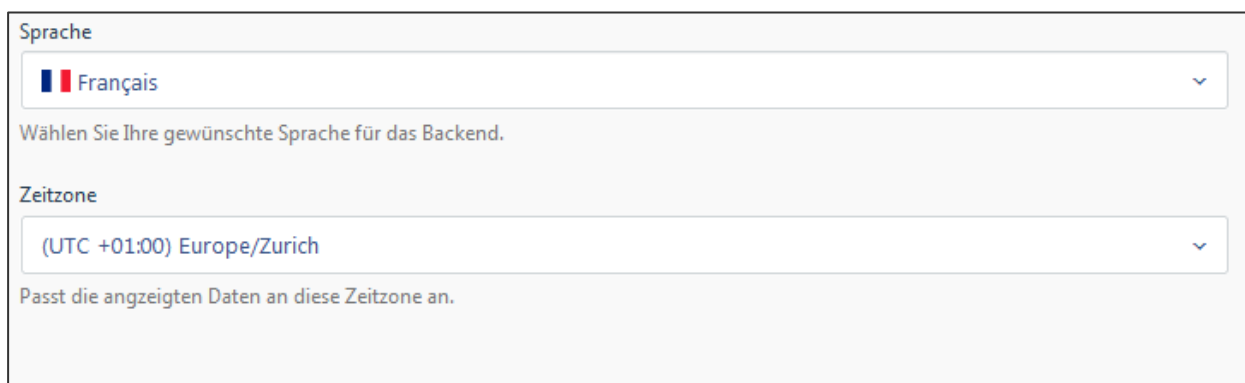 Sprache
Français
Wählen Sie Ihre gewünschte Sprache für das Backend.
Zeitzone
(UTC +01:00) Europe/Zurich
Passt die angzeigten Daten an diese Zeitzone an.